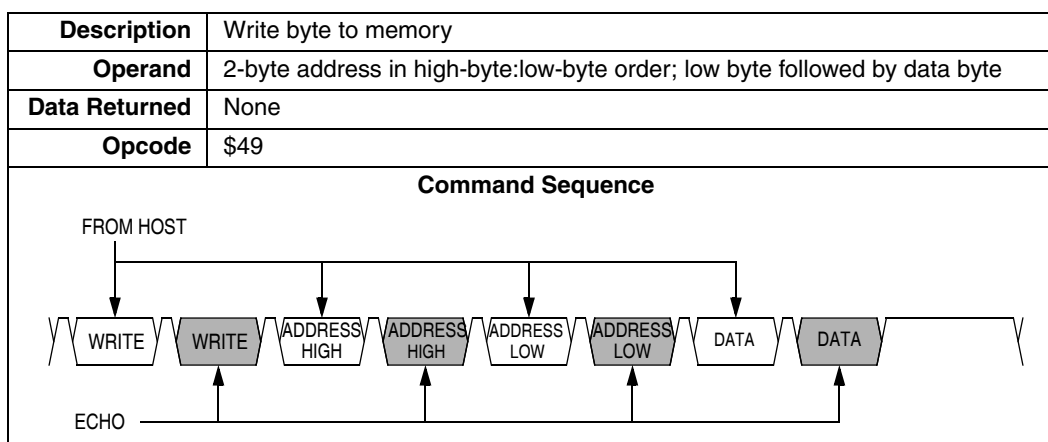 Description Write byte to memory
Operand 2-byte address in high-byte:low-byte order; low byte followed by data byte
Data Returned None
Opcode $49
Command Sequence
FROM HOST
WRITE WRITE ADDRESS HIGH ADDRESS HIGH ADDRESS LOW ADDRESS LOW DATA DATA
ECHO